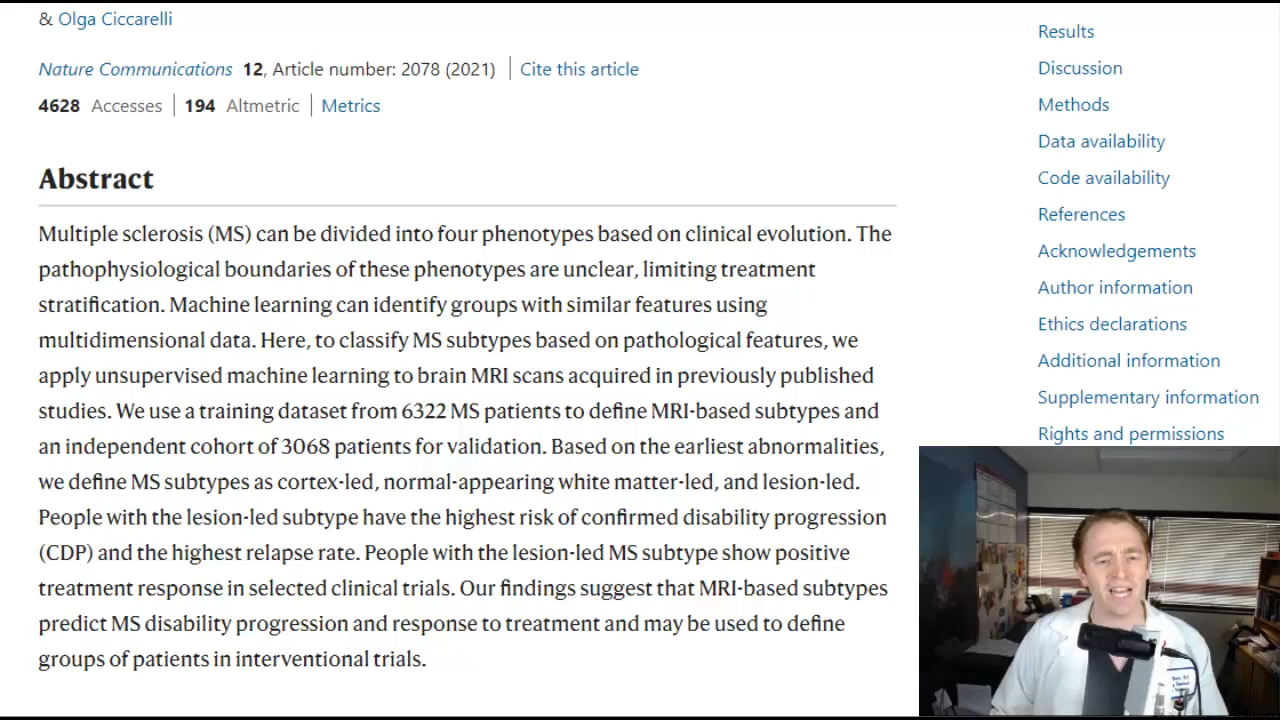 & Olga Ciccarelli
Nature Communications 12, Article number: 2078 (2021) | Cite this article
4628 Accesses | 194 Altmetric | Metrics
Abstract
Multiple sclerosis (MS) can be divided into four phenotypes based on clinical evolution. The
pathophysiological boundaries of these phenotypes are unclear, limiting treatment
stratification. Machine learning can identify groups with similar features using
multidimensional data. Here, to classify MS subtypes based on pathological features, we
apply unsupervised machine learning to brain MRI scans acquired in previously published
studies. We use a training dataset from 6322 MS patients to define MRI-based subtypes and
an independent cohort of 3068 patients for validation. Based on the earliest abnormalities,
we define MS subtypes as cortex-led, normal-appearing white matter-led, and lesion-led.
People with the lesion-led subtype have the highest risk of confirmed disability progression
(CDP) and the highest relapse rate. People with the lesion-led MS subtype show positive
treatment response in selected clinical trials. Our findings suggest that MRI-based subtypes
predict MS disability progression and response to treatment and may be used to define
groups of patients in interventional trials.
Results
Discussion
Methods
Data availability
Code availability
References
Acknowledgements
Author information
Ethics declarations
Additional information
Supplementary information
Rights and permissions